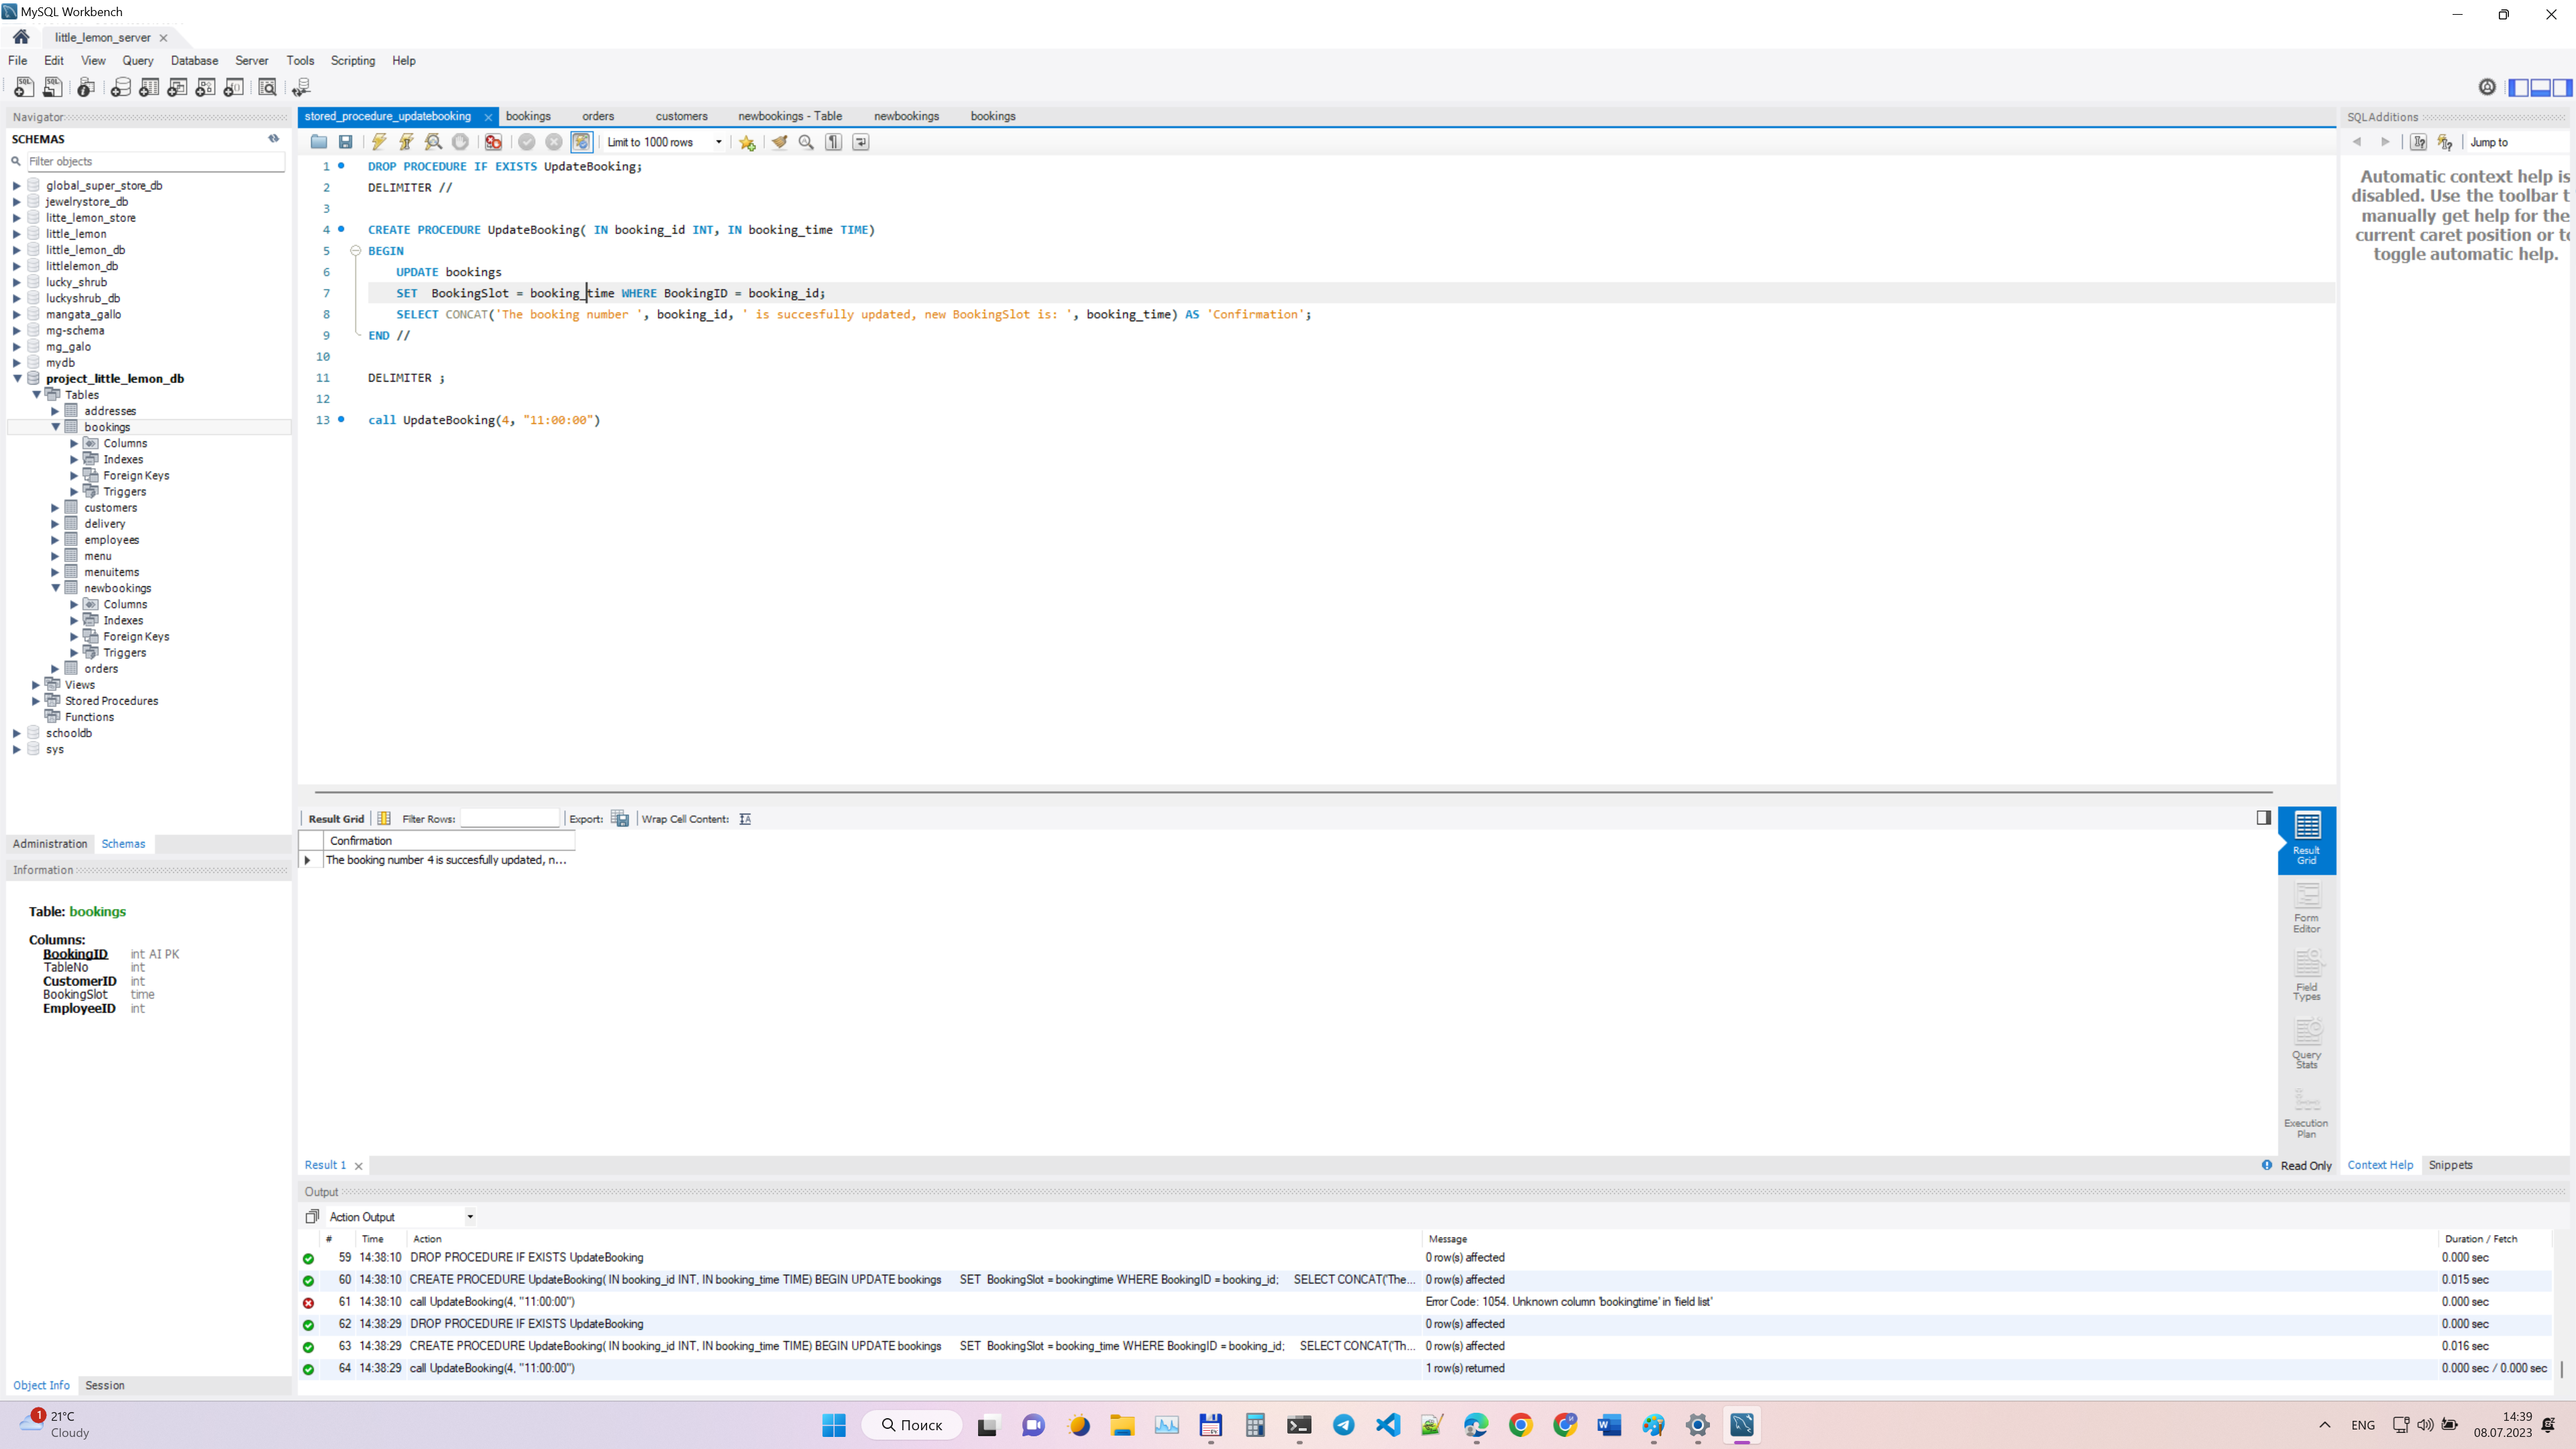 MySQL Workbench
little_lemon_server
File Edit View Query Database Server Tools Scripting Help
Navigator
SCHEMAS
Filter objects
global_super_store_db
jewelrystore_db
litte_lemon_store
little_lemon
little_lemon_db
littlelemon_db
lucky_shrub
luckyshrub_db
mangata_gallo
mg-schema
mg_galo
mydb
project_little_lemon_db
Tables
addresses
bookings
Columns
Indexes
Foreign Keys
Triggers
customers
delivery
employees
menu
menuitems
newbookings
Columns
Indexes
Foreign Keys
Triggers
orders
Views
Stored Procedures
Functions
schooldb
sys
Administration Schemas
Information
Table: bookings
Columns:
BookingID int AI PK
TableNo int
CustomerID int
BookingSlot time
EmployeeID int
Object Info Session
stored_procedure_updatebooking bookings orders customers newbookings - Table newbookings bookings
Limit to 1000 rows
1 DROP PROCEDURE IF EXISTS UpdateBooking;
2 DELIMITER //
3
4 CREATE PROCEDURE UpdateBooking( IN booking_id INT, IN booking_time TIME)
5 BEGIN
6 UPDATE bookings
7 SET BookingSlot = booking_time WHERE BookingID = booking_id;
8 SELECT CONCAT('The booking number ', booking_id, ' is succesfully updated, new BookingSlot is: ', booking_time) AS 'Confirmation';
9 END //
10
11 DELIMITER ;
12
13 call UpdateBooking(4, "11:00:00")
Result Grid Filter Rows: Export: Wrap Cell Content:
Confirmation
The booking number 4 is succesfully updated, n...
Result Grid
Form Editor
Field Types
Query Stats
Execution Plan
Result 1 Read Only
SQLAdditions
Jump to
Automatic context help is
disabled. Use the toolbar t
manually get help for the
current caret position or to
toggle automatic help.
Context Help Snippets
Output
Action Output
# Time Action Message Duration / Fetch
59 14:38:10 DROP PROCEDURE IF EXISTS UpdateBooking 0 row(s) affected 0.000 sec
60 14:38:10 CREATE PROCEDURE UpdateBooking( IN booking_id INT, IN booking_time TIME) BEGIN UPDATE bookings SET BookingSlot = bookingtime WHERE BookingID = booking_id; SELECT CONCAT('The... 0 row(s) affected 0.015 sec
61 14:38:10 call UpdateBooking(4, "11:00:00") Error Code: 1054. Unknown column 'bookingtime' in 'field list' 0.000 sec
62 14:38:29 DROP PROCEDURE IF EXISTS UpdateBooking 0 row(s) affected 0.000 sec
63 14:38:29 CREATE PROCEDURE UpdateBooking( IN booking_id INT, IN booking_time TIME) BEGIN UPDATE bookings SET BookingSlot = booking_time WHERE BookingID = booking_id; SELECT CONCAT('Th... 0 row(s) affected 0.016 sec
64 14:38:29 call UpdateBooking(4, "11:00:00") 1 row(s) returned 0.000 sec / 0.000 sec
1
21°C
Cloudy
Поиск
ENG
14:39
08.07.2023